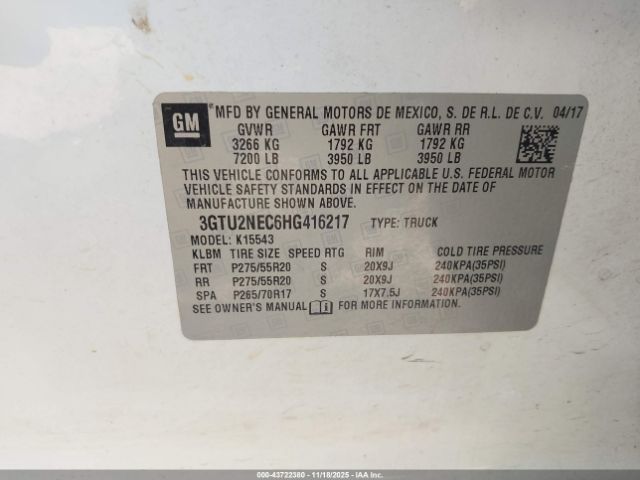 GM
MFD BY GENERAL MOTORS DE MEXICO, S. DE R.L. DE C.V. 04/17
GVWR GAWR FRT GAWR RR
3266 KG 1792 KG 1792 KG
7200 LB 3950 LB 3950 LB
THIS VEHICLE CONFORMS TO ALL APPLICABLE U.S. FEDERAL MOTOR
VEHICLE SAFETY STANDARDS IN EFFECT ON THE DATE OF
MANUFACTURE SHOWN ABOVE.
3GTU2NEC6HG416217 TYPE: TRUCK
MODEL: K15543
KLBM TIRE SIZE SPEED RTG RIM COLD TIRE PRESSURE
FRT P275/55R20 S 20X9J 240KPA(35PSI)
RR P275/55R20 S 20X9J 240KPA(35PSI)
SPA P265/70R17 S 17X7.5J 240KPA(35PSI)
SEE OWNER'S MANUAL FOR MORE INFORMATION.
000-43722380 - 11/18/2025 - IAAI.CA